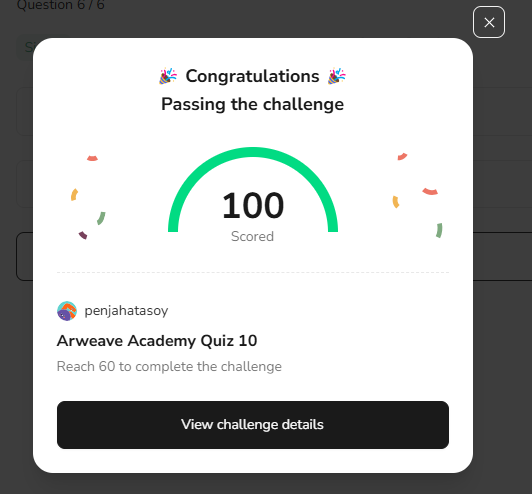 Question 6 / 6
Congratulations
Passing the challenge
100
Scored
penjahatasoy
Arweave Academy Quiz 10
Reach 60 to complete the challenge
View challenge details